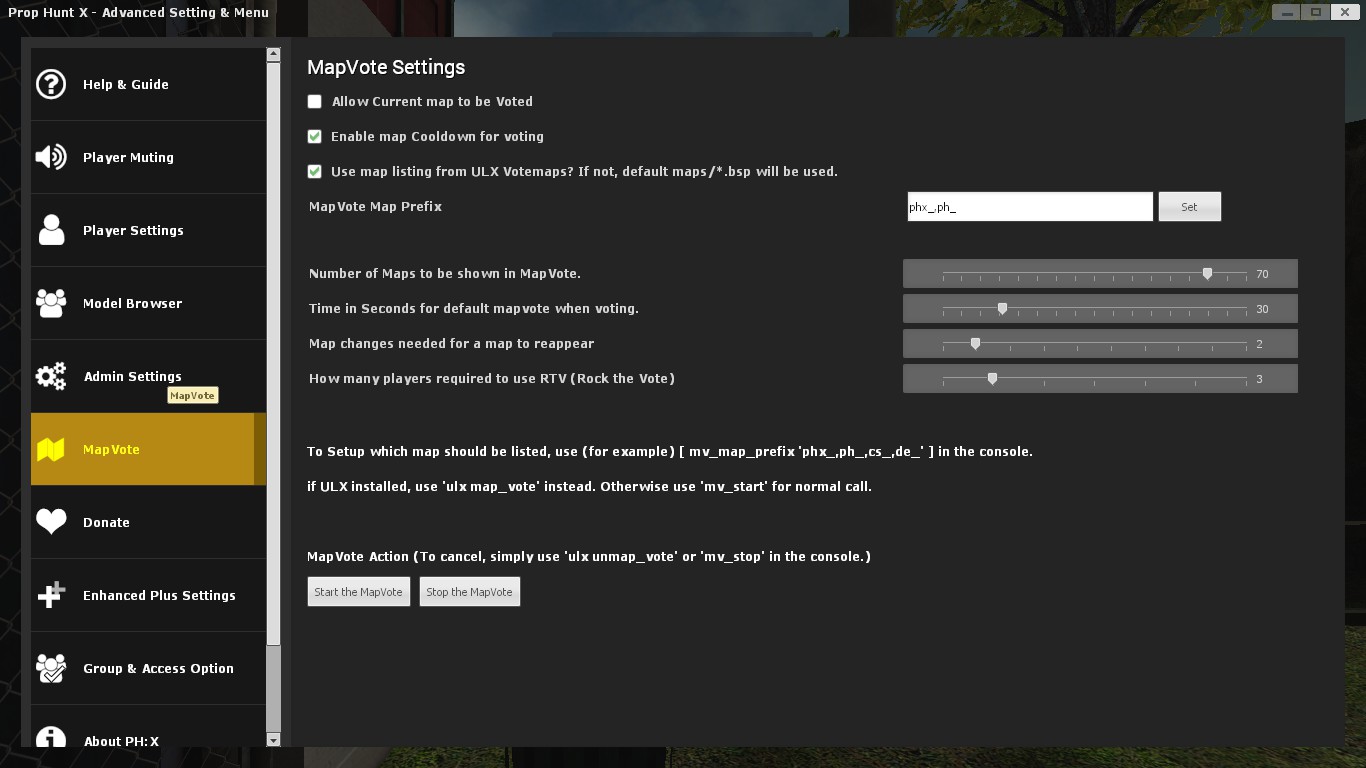 Prop Hunt X - Advanced Setting & Menu
Help & Guide
Player Muting
Player Settings
Model Browser
Admin Settings
MapVote
MapVote
Donate
Enhanced Plus Settings
Group & Access Option
About PH:X
MapVote Settings
Allow Current map to be Voted
Enable map Cooldown for voting
Use map listing from ULX Votemaps? If not, default maps/*.bsp will be used.
MapVote Map Prefix phx_,ph_ Set
Number of Maps to be shown in MapVote. 70
Time in Seconds for default mapvote when voting. 30
Map changes needed for a map to reappear 2
How many players required to use RTV (Rock the Vote) 3
To Setup which map should be listed, use (for example) [ mv_map_prefix 'phx_,ph_,cs_,de_' ] in the console.
if ULX installed, use 'ulx map_vote' instead. Otherwise use 'mv_start' for normal call.
MapVote Action (To cancel, simply use 'ulx unmap_vote' or 'mv_stop' in the console.)
Start the MapVote Stop the MapVote